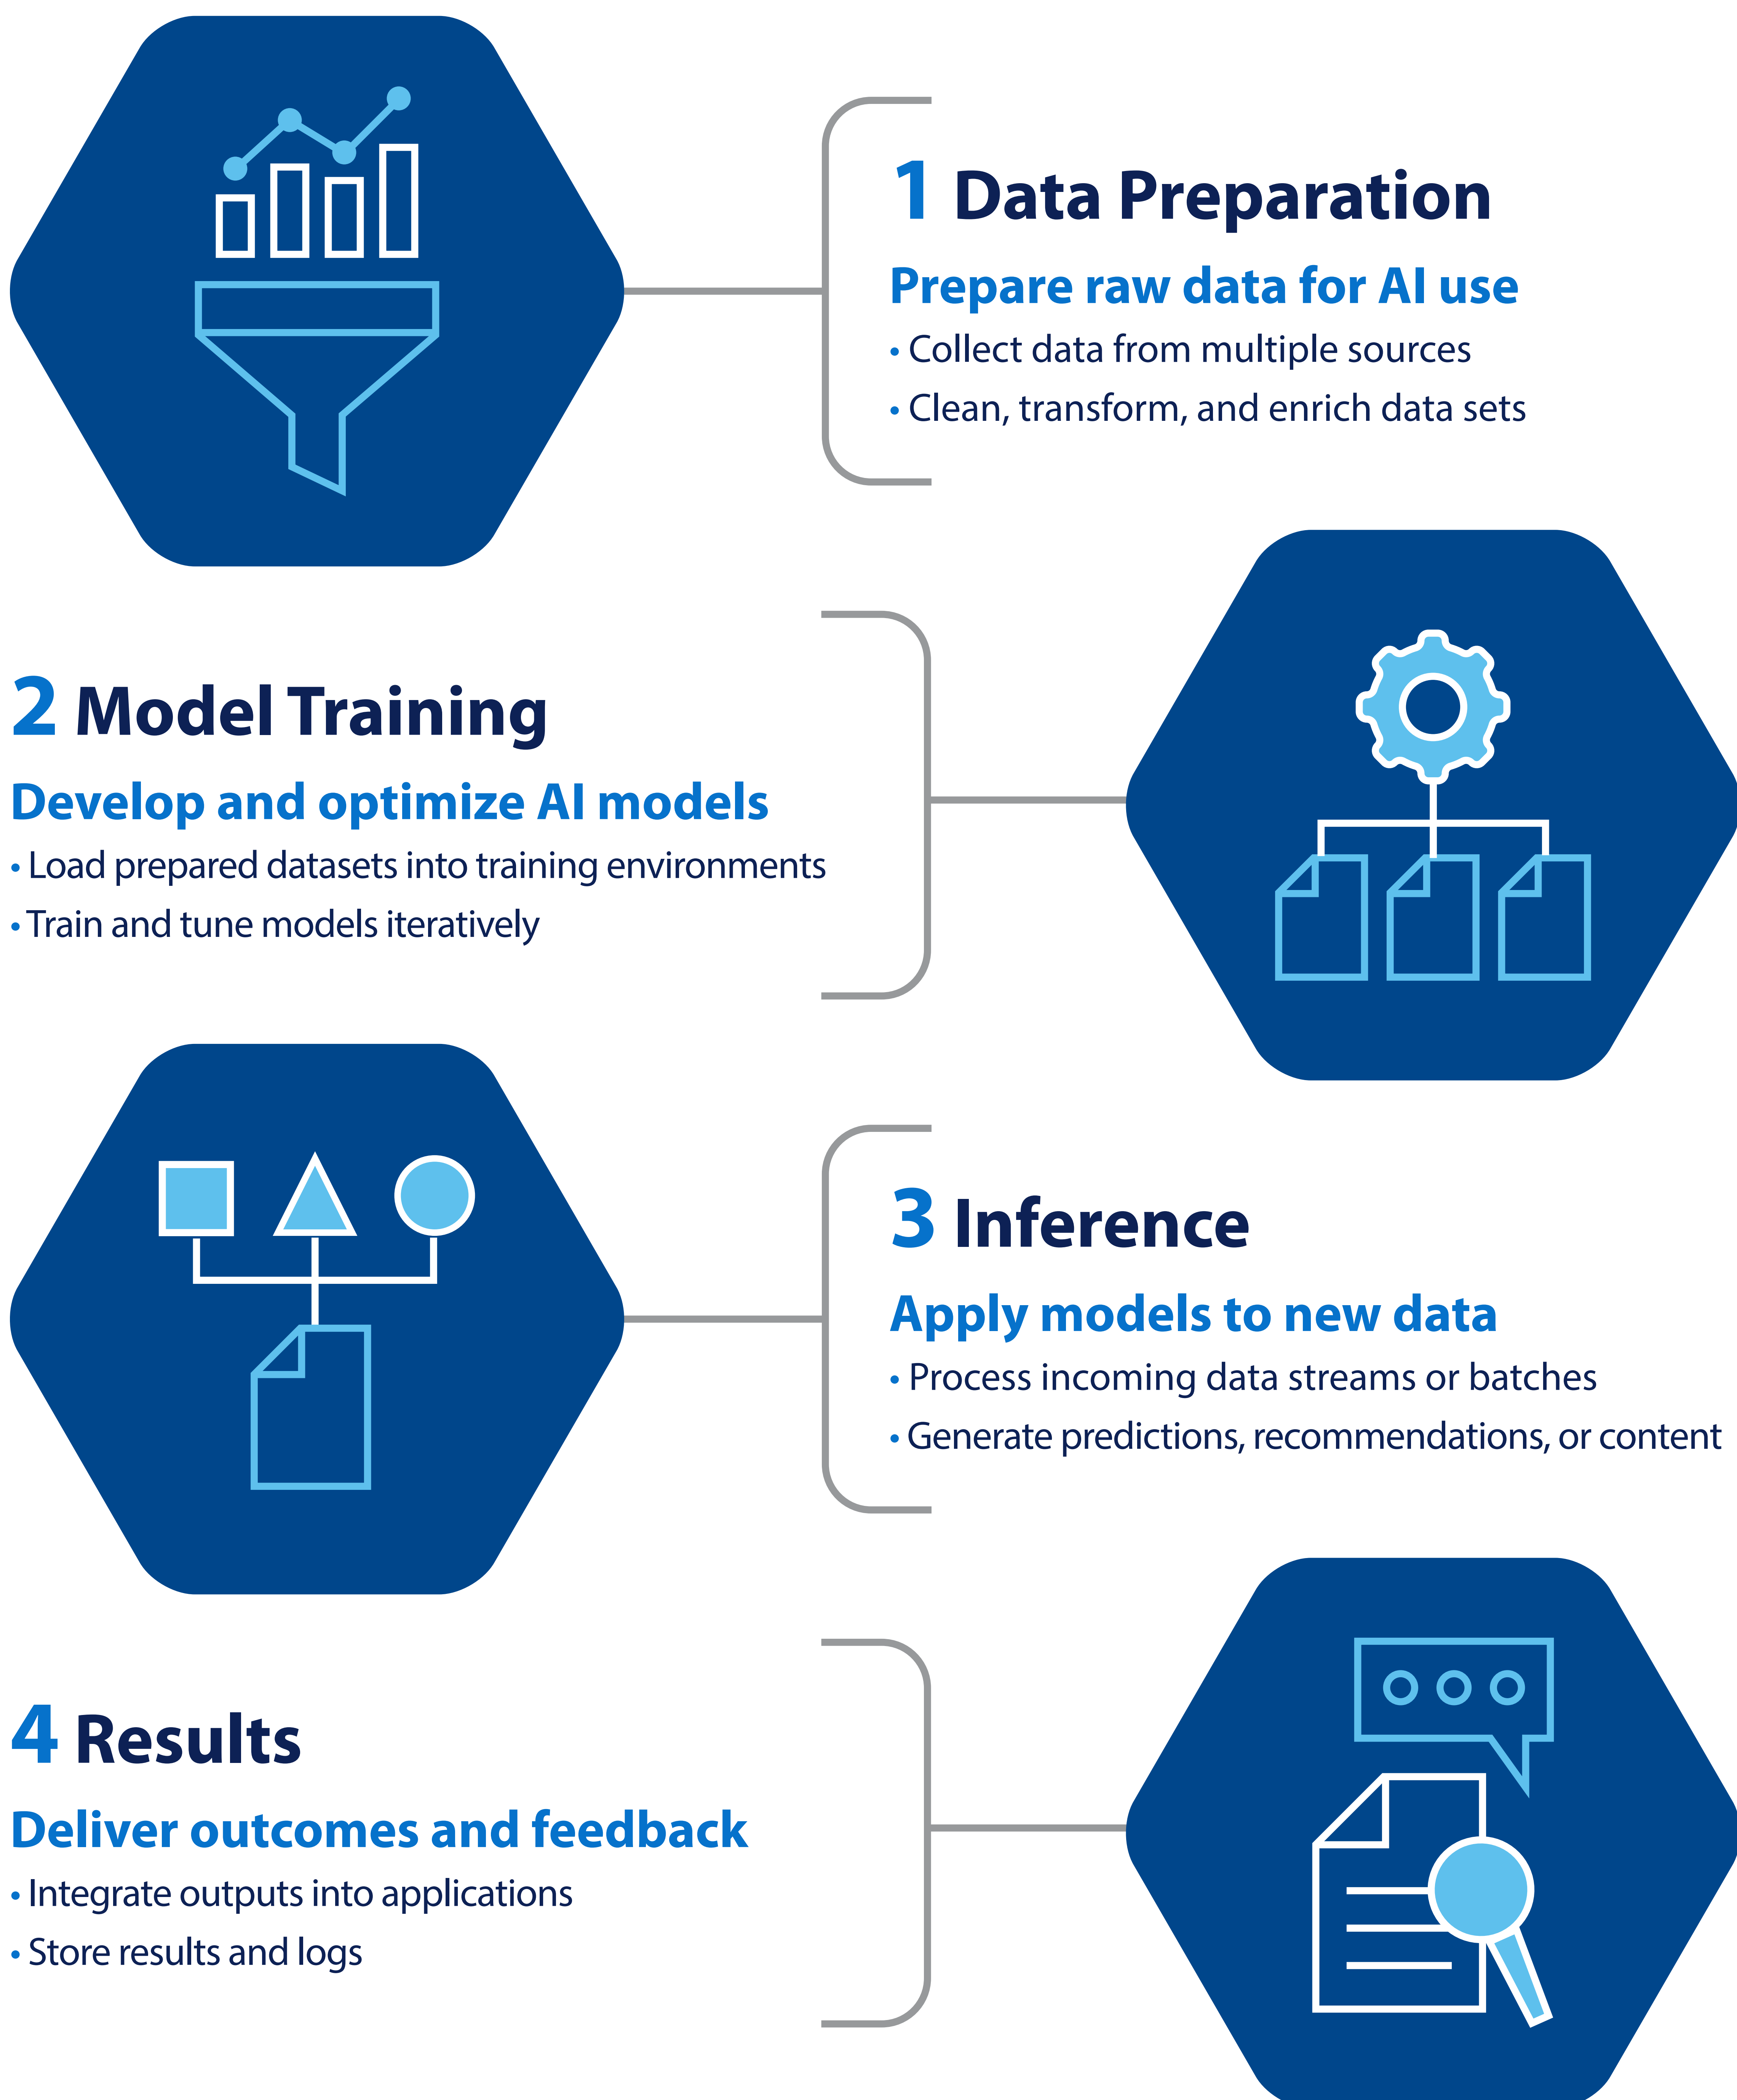 1 Data Preparation
Prepare raw data for AI use
• Collect data from multiple sources
• Clean, transform, and enrich data sets
2 Model Training
Develop and optimize AI models
• Load prepared datasets into training environments
• Train and tune models iteratively
3 Inference
Apply models to new data
• Process incoming data streams or batches
• Generate predictions, recommendations, or content
4 Results
Deliver outcomes and feedback
• Integrate outputs into applications
• Store results and logs